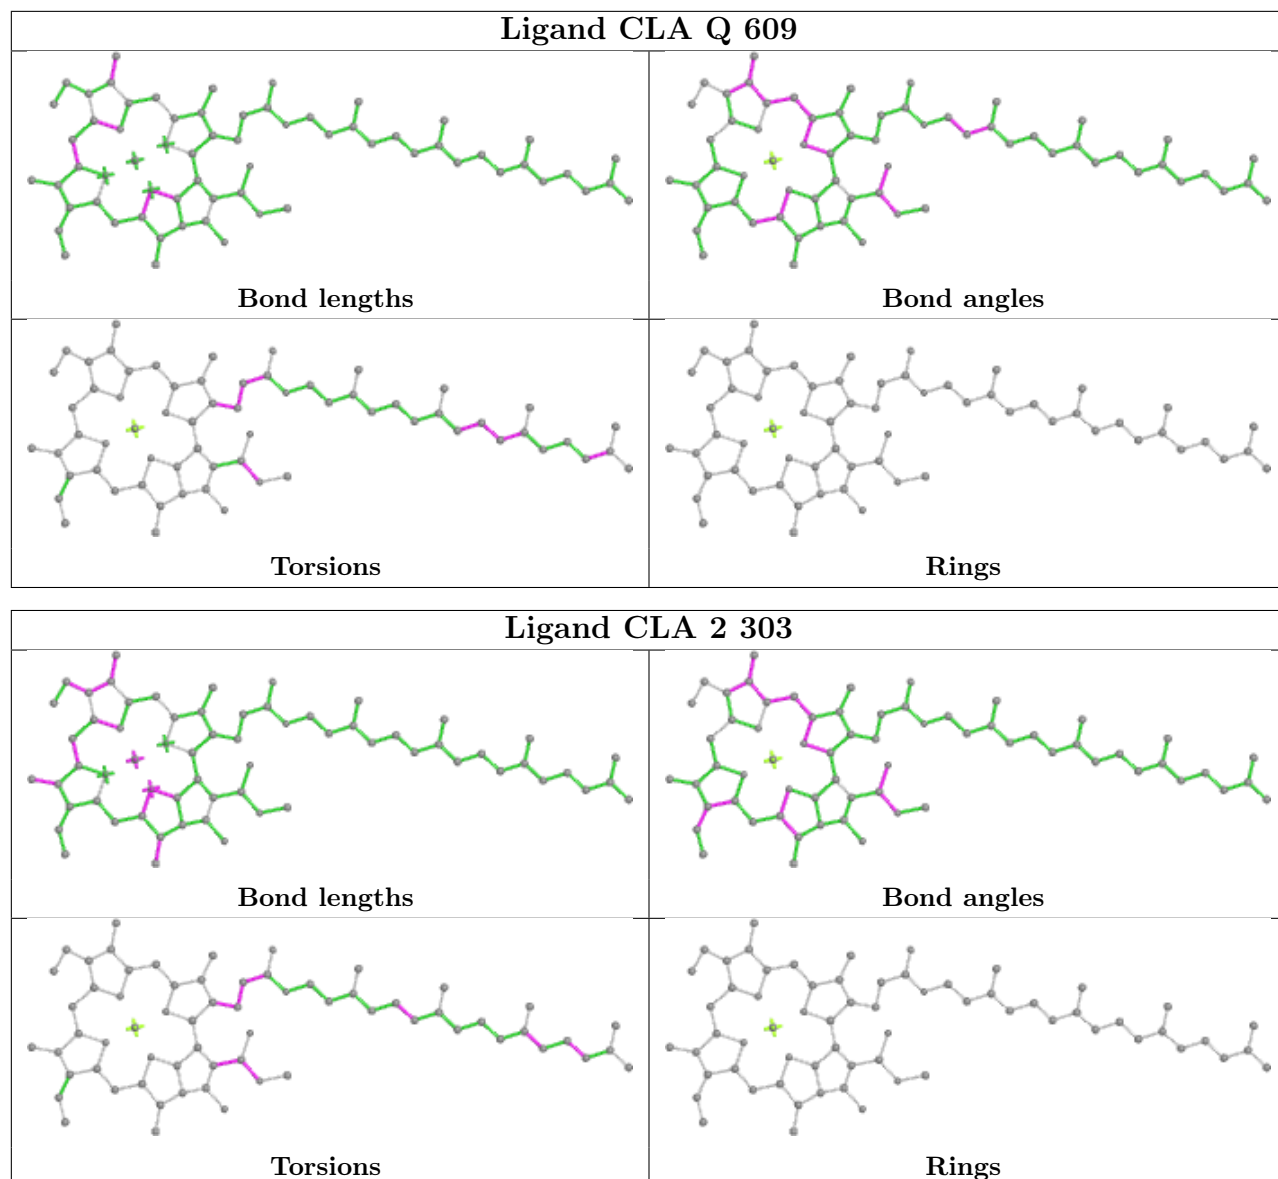 Ligand CLA Q 609
Bond lengths
Bond angles
Torsions
Rings
Ligand CLA 2 303
Bond lengths
Bond angles
Torsions
Rings